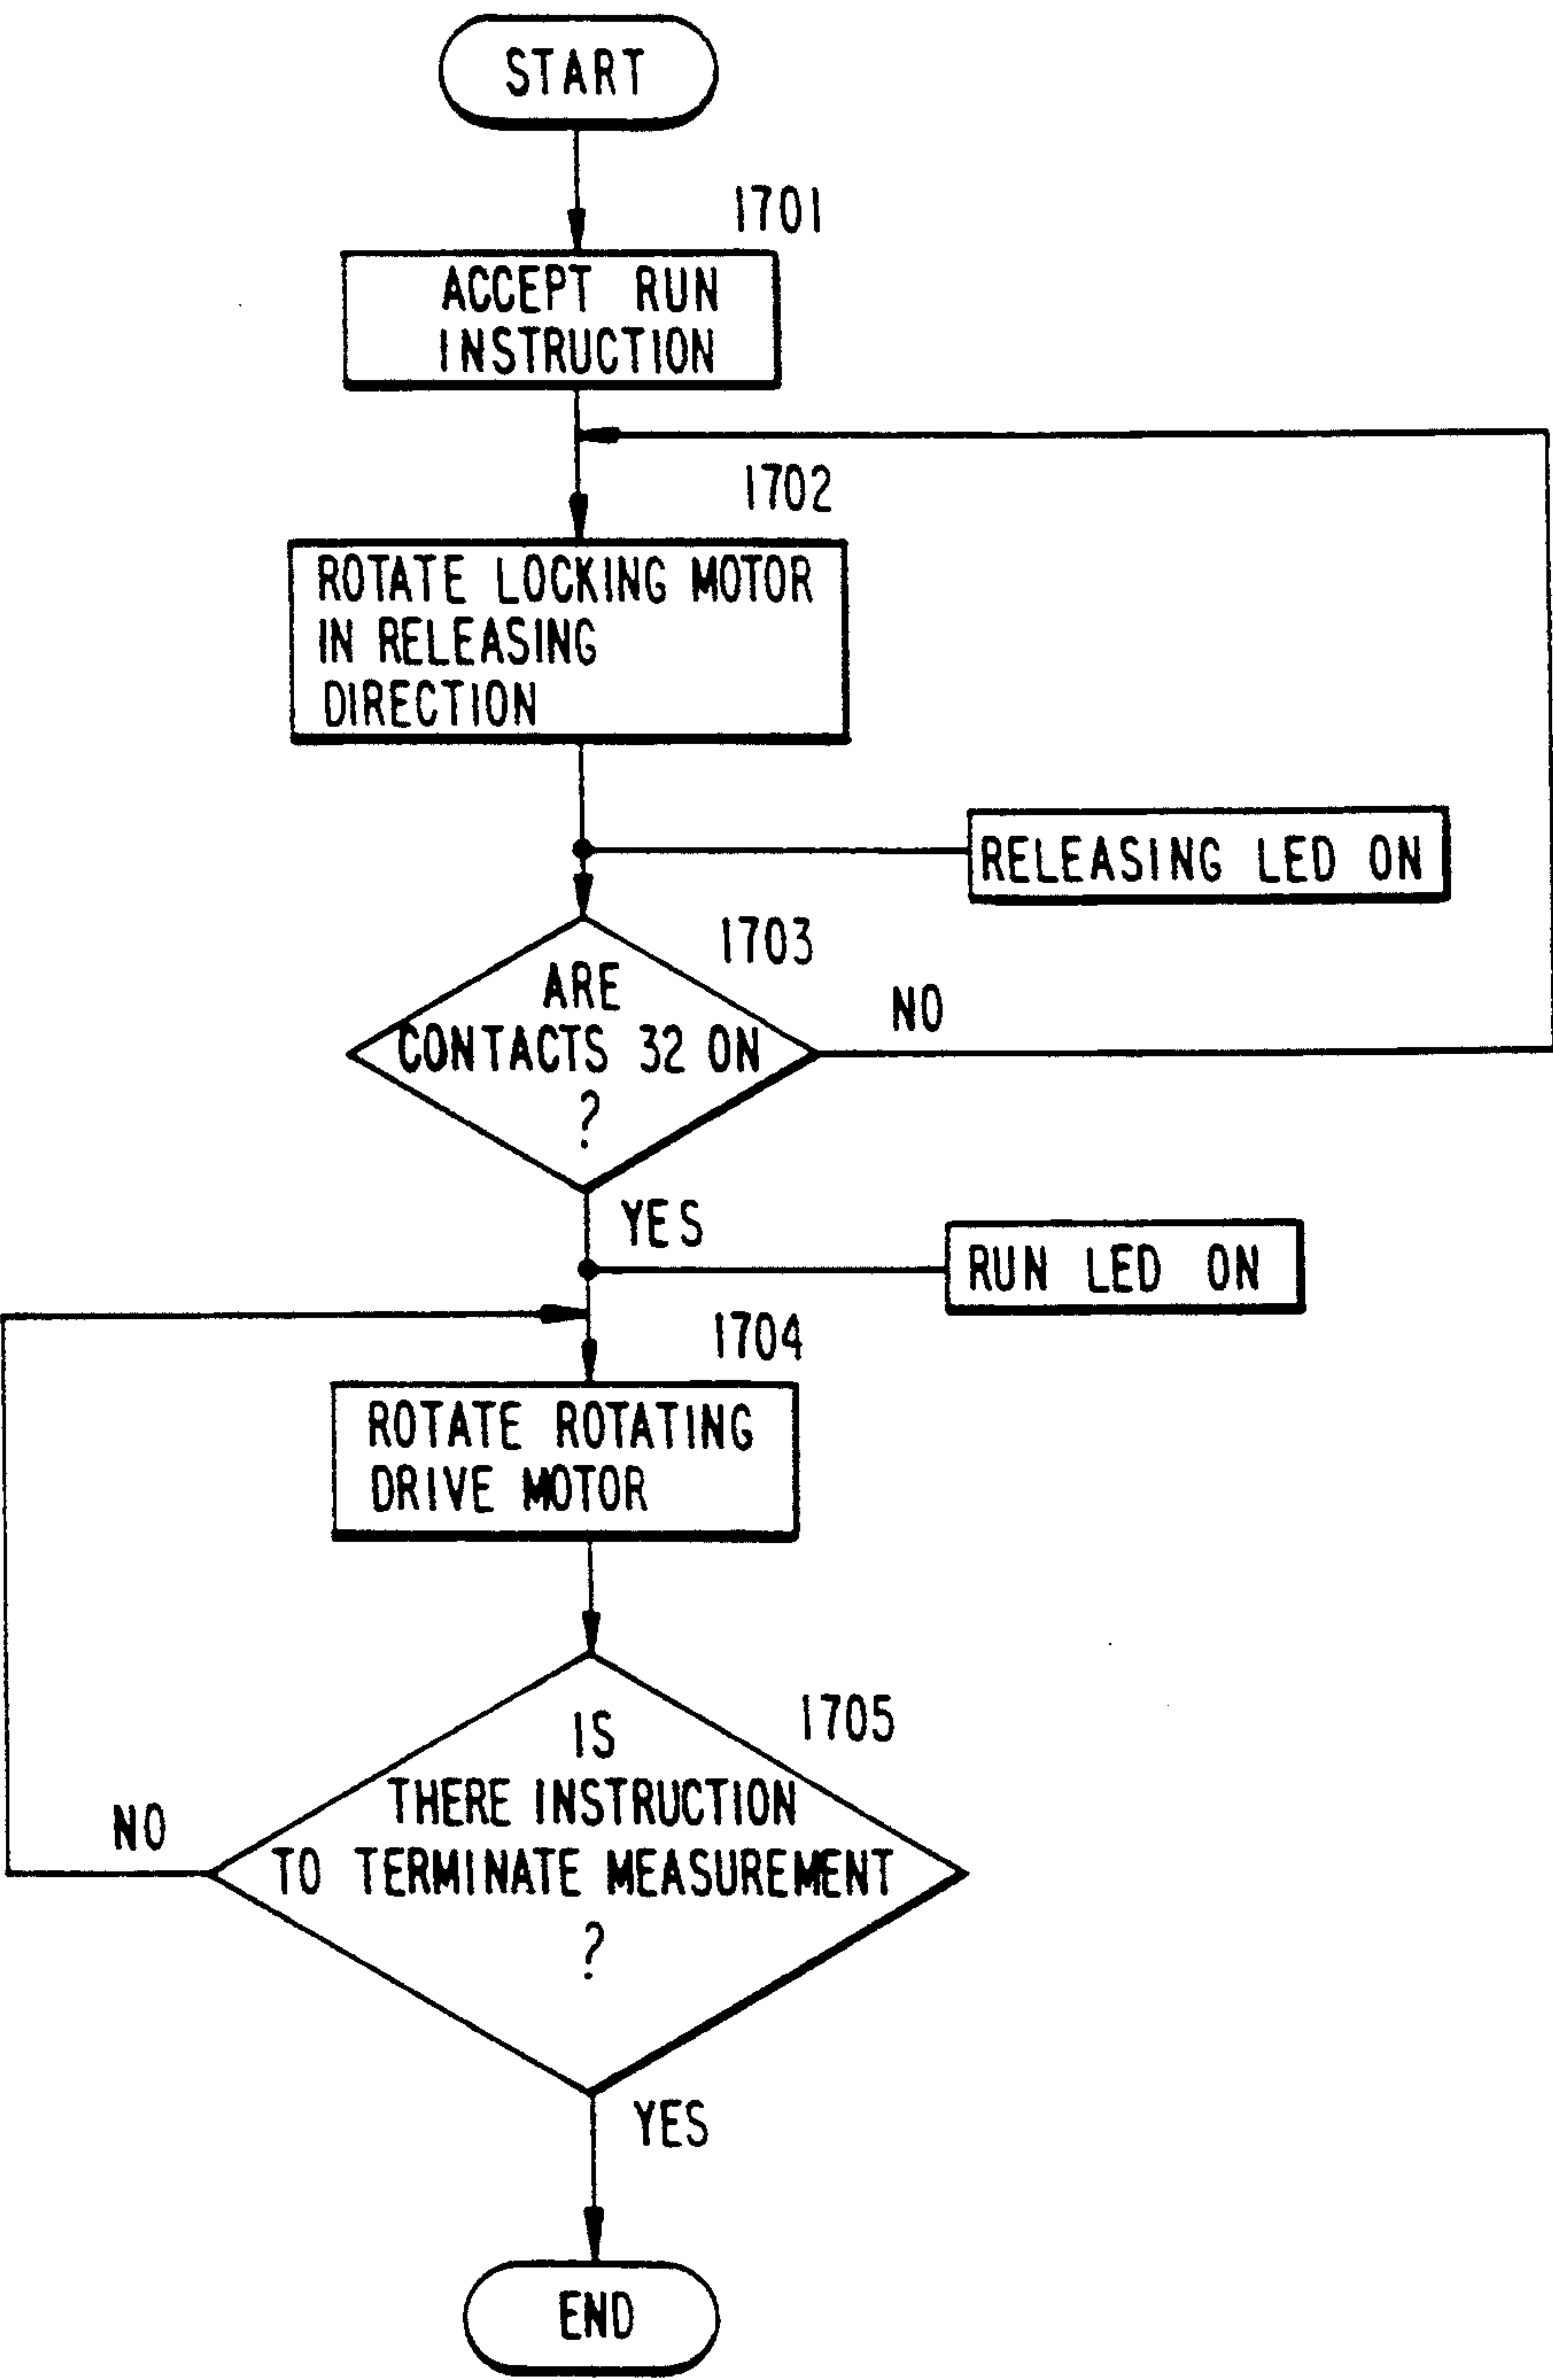 START
1701
ACCEPT RUN
INSTRUCTION
1702
ROTATE LOCKING MOTOR
IN RELEASING
DIRECTION
RELEASING LED ON
1703
ARE
CONTACTS 32 ON
?
NO
YES
RUN LED ON
1704
ROTATE ROTATING
DRIVE MOTOR
1705
IS
THERE INSTRUCTION
TO TERMINATE MEASUREMENT
?
NO
YES
END